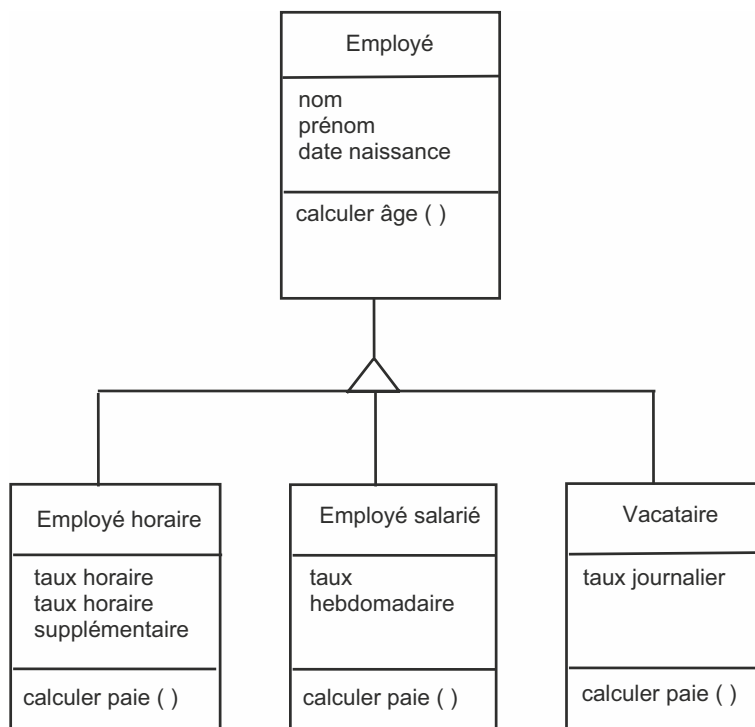 Employé
nom
prénom
date naissance
calculer âge ( )
Employé horaire
taux horaire
taux horaire
supplémentaire
calculer paie ( )
Employé salarié
taux
hebdomadaire
calculer paie ( )
Vacataire
taux journalier
calculer paie ( )